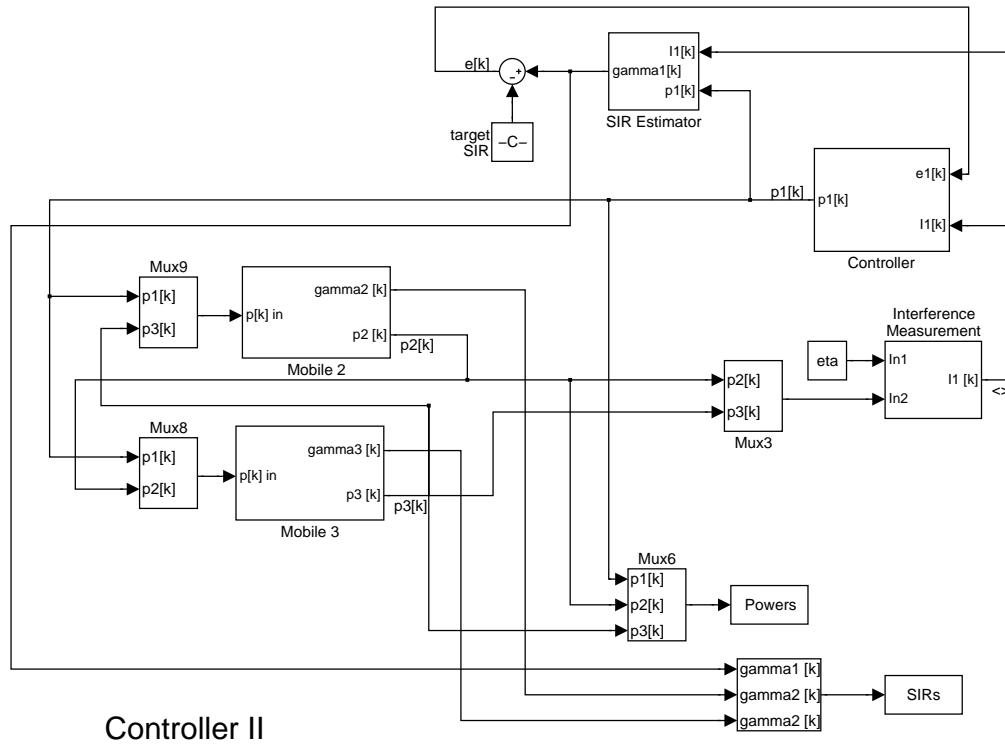 I1[k]
e[k]
gamma1[k]
p1[k]
SIR Estimator
target
SIR
−C−
e1[k]
p1[k]
p1[k]
I1[k]
Controller
Mux9
gamma2 [k]
p1[k]
p[k] in
p3[k]
p2 [k]
p2[k]
Mobile 2
Interference
Measurement
eta
In1
I1 [k]
<>
p2[k]
In2
p3[k]
Mux3
Mux8
gamma3 [k]
p1[k]
p[k] in
p2[k]
p3 [k]
p3[k]
Mobile 3
Mux6
p1[k]
p2[k]
Powers
p3[k]
gamma1 [k]
gamma2 [k]
SIRs
gamma2 [k]
Controller II